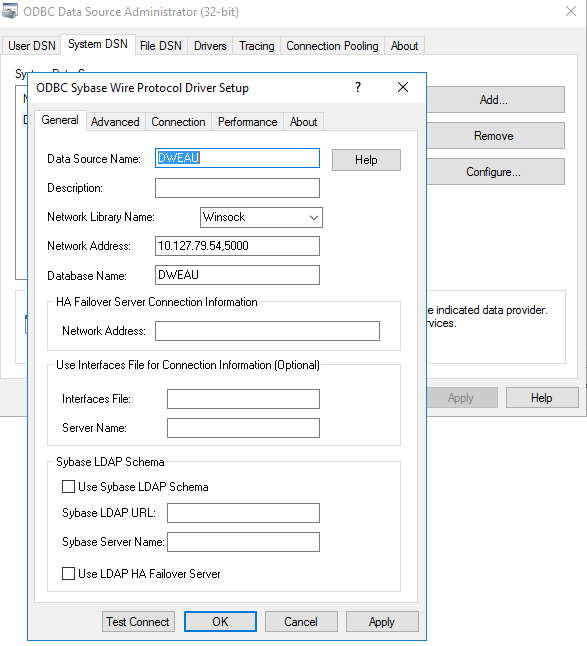 ODBC Data Source Administrator (32-bit)
User DSN System DSN File DSN Drivers Tracing Connection Pooling About
ODBC Sybase Wire Protocol Driver Setup ?
General Advanced Connection Performance About
Data Source Name: DWEAU Help
Description:
Network Library Name: Winsock
Network Address: 10.127.79.54,5000
Database Name: DWEAU
HA Failover Server Connection Information
Network Address:
Use Interfaces File for Connection Information (Optional)
Interfaces File:
Server Name:
Sybase LDAP Schema
Use Sybase LDAP Schema
Sybase LDAP URL:
Sybase Server Name:
Use LDAP HA Failover Server
Test Connect OK Cancel Apply
Add...
Remove
Configure...
e indicated data provider.
rvices.
Apply Help